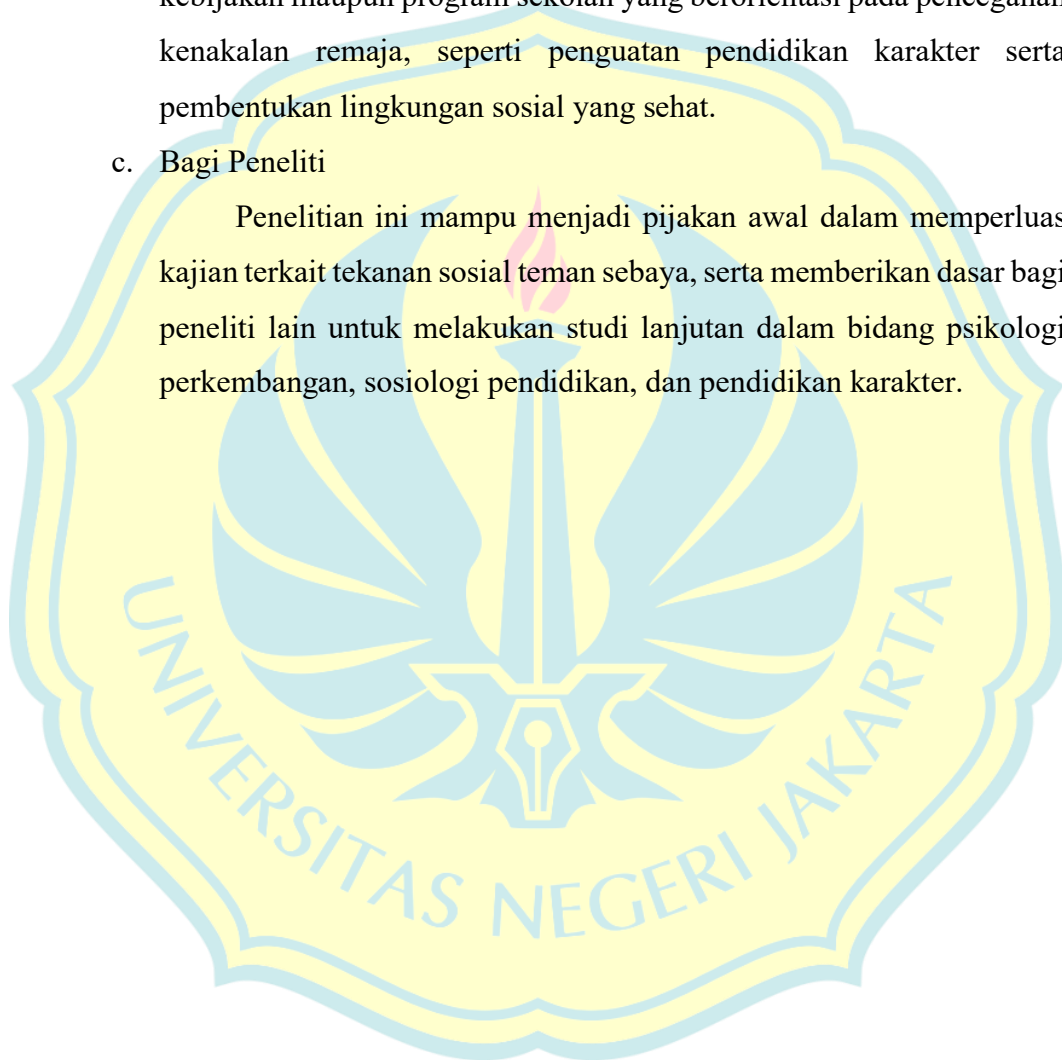 kebijakan maupun program sekolah yang berorientasi pada pencegahan
kenakalan remaja, seperti penguatan pendidikan karakter serta
pembentukan lingkungan sosial yang sehat.
c. Bagi Peneliti
Penelitian ini mampu menjadi pijakan awal dalam memperluas
kajian terkait tekanan sosial teman sebaya, serta memberikan dasar bagi
peneliti lain untuk melakukan studi lanjutan dalam bidang psikologi
perkembangan, sosiologi pendidikan, dan pendidikan karakter.
UNIVERSITAS NEGERI JAKARTA